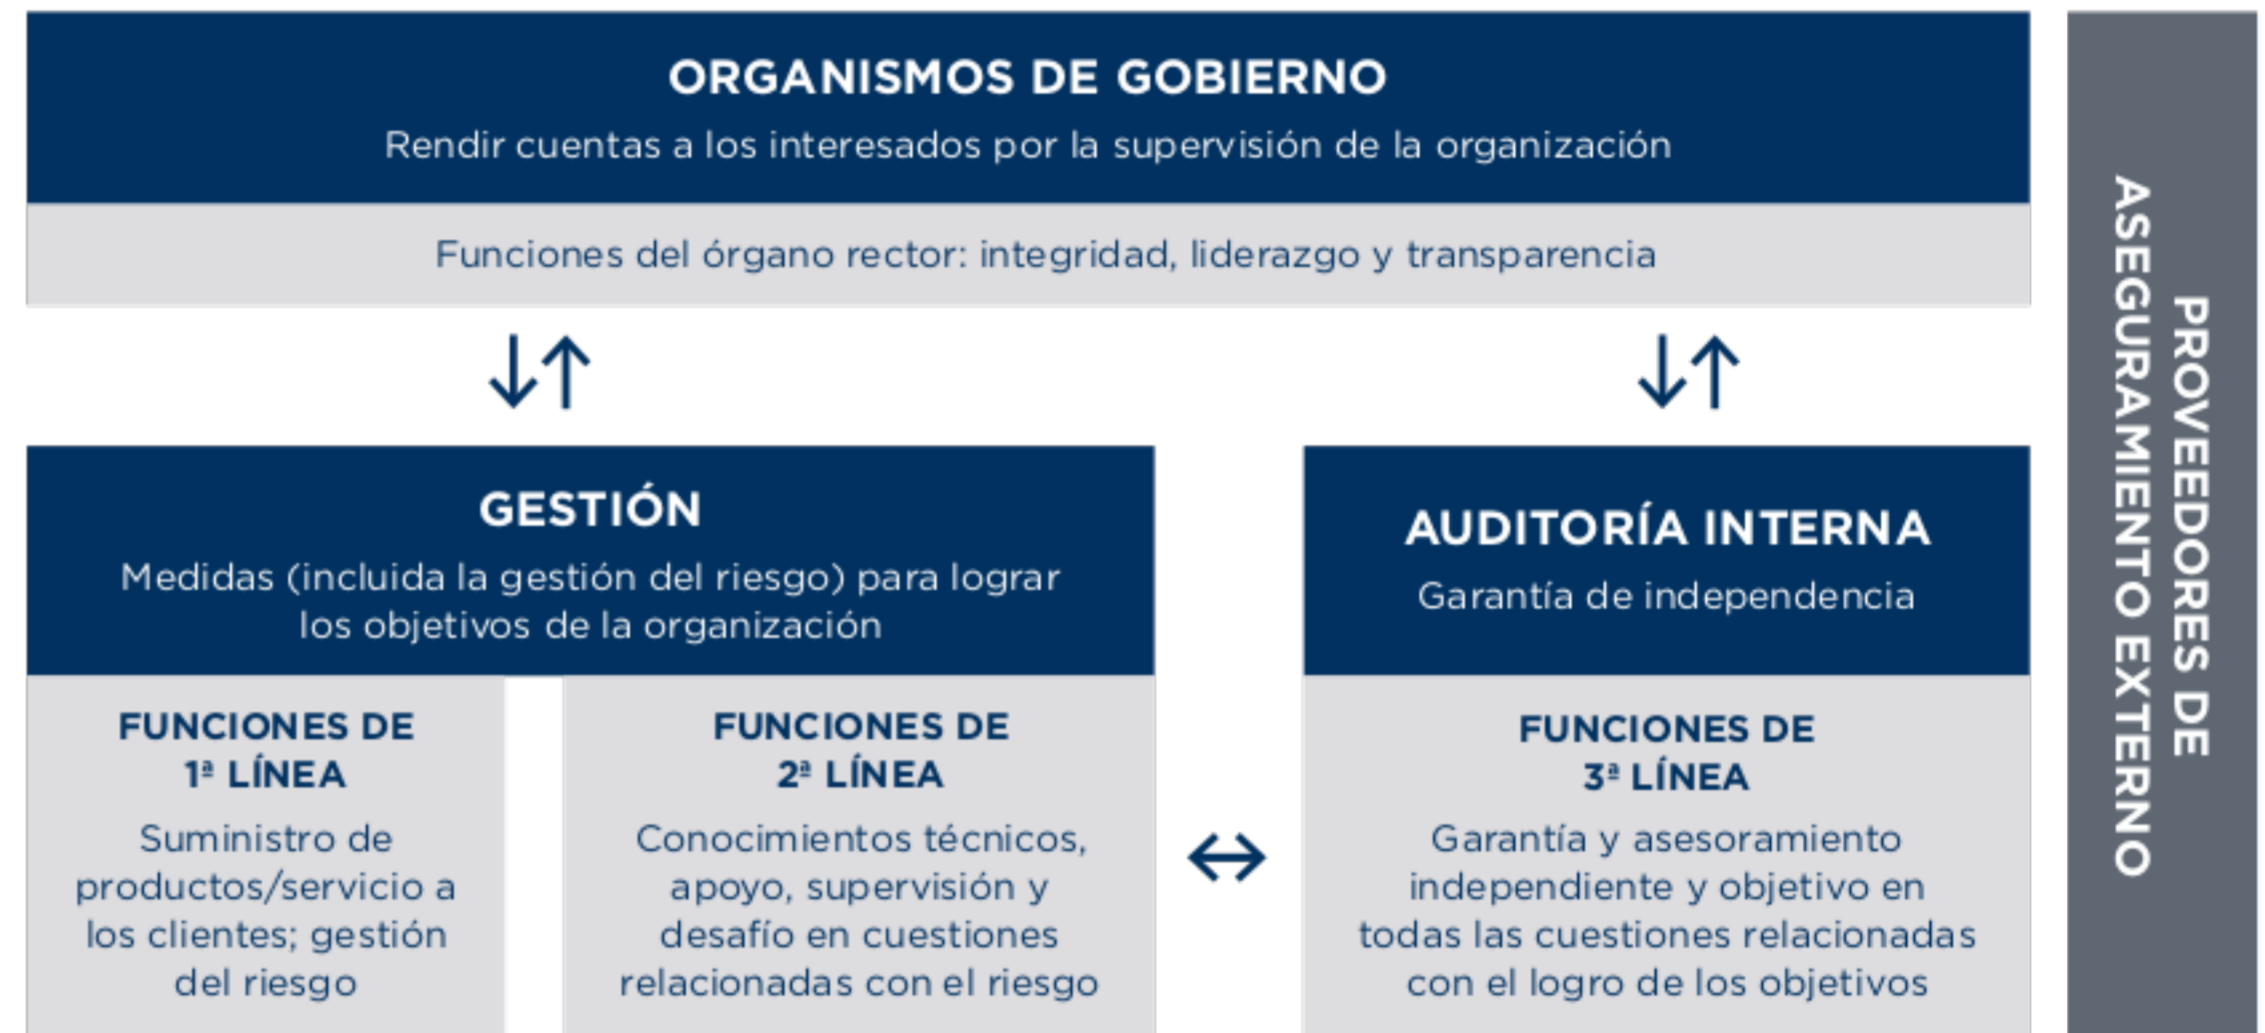 ORGANISMOS DE GOBIERNO
Rendir cuentas a los interesados por la supervisión de la organización
Funciones del órgano rector: integridad, liderazgo y transparencia
GESTIÓN
Medidas (incluida la gestión del riesgo) para lograr
los objetivos de la organización
FUNCIONES DE
1ª LÍNEA
Suministro de
productos/servicio a
los clientes; gestión
del riesgo
FUNCIONES DE
2ª LÍNEA
Conocimientos técnicos,
apoyo, supervisión y
desafío en cuestiones
relacionadas con el riesgo
AUDITORÍA INTERNA
Garantía de independencia
FUNCIONES DE
3ª LÍNEA
Garantía y asesoramiento
independiente y objetivo en
todas las cuestiones relacionadas
con el logro de los objetivos
PROVEEDORES DE
ASEGURAMIENTO EXTERNO